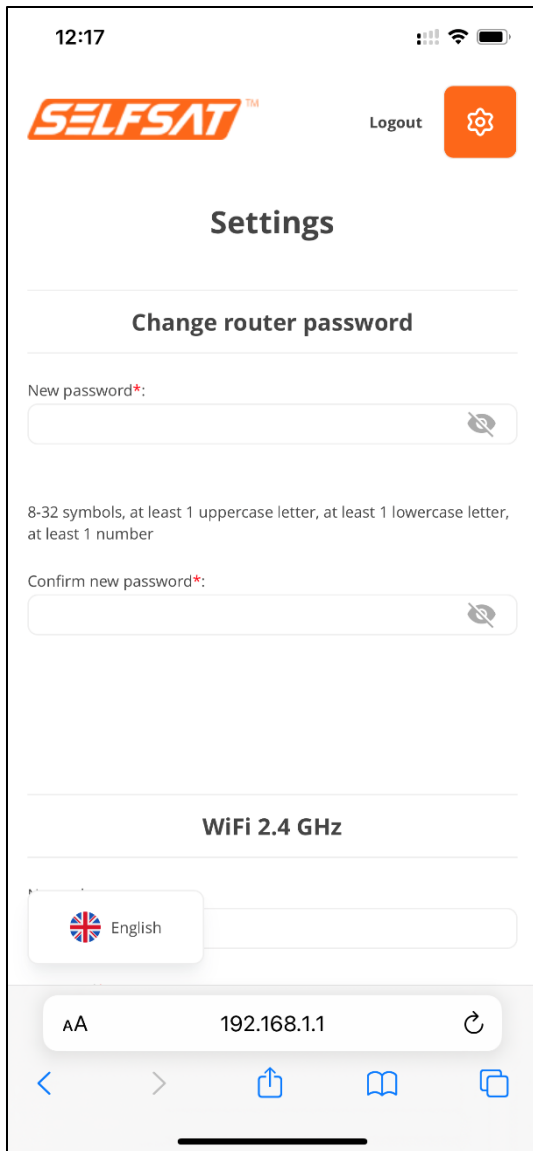 12:17
SELFSAT™
Logout
Settings
Change router password
New password*:
8-32 symbols, at least 1 uppercase letter, at least 1 lowercase letter,
at least 1 number
Confirm new password*:
WiFi 2.4 GHz
English
AA
192.168.1.1